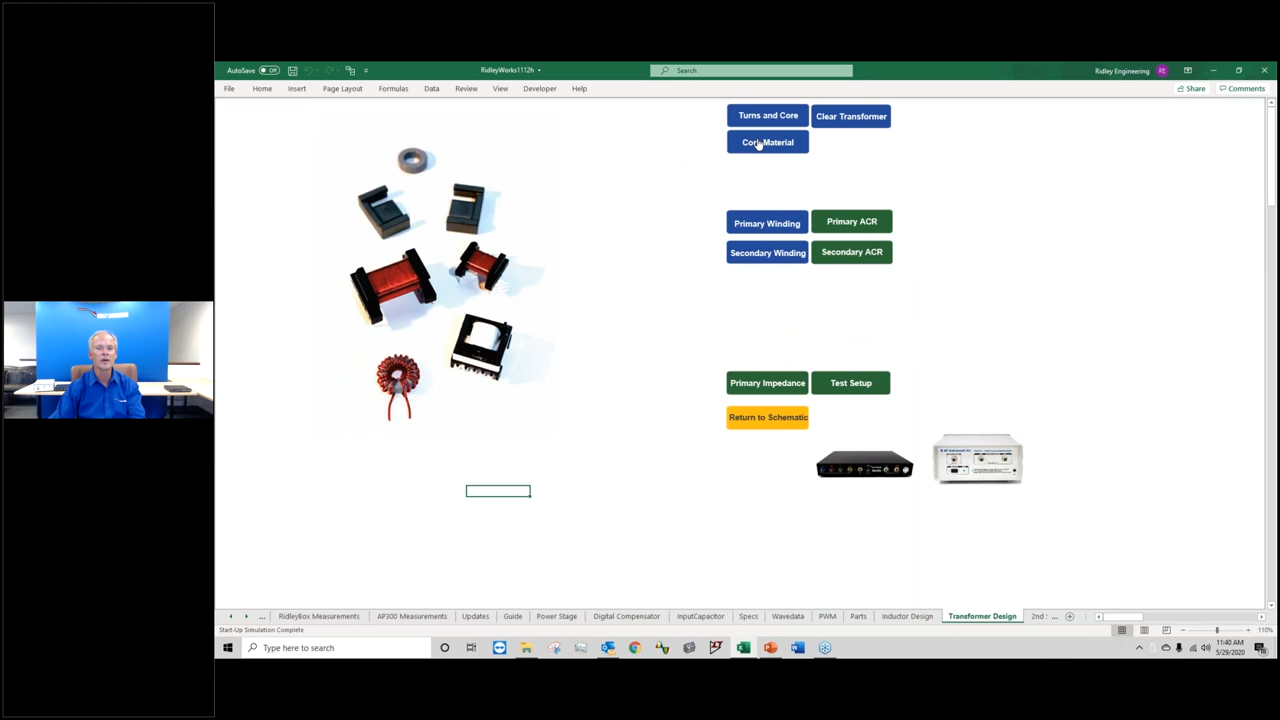 AutoSave Off
RidleyWorks1112h
Search
Ridley Engineering RE
File Home Insert Page Layout Formulas Data Review View Developer Help
Share Comments
Turns and Core Clear Transformer
Core Material
Primary Winding Primary ACR
Secondary Winding Secondary ACR
Primary Impedance Test Setup
Return to Schematic
... RidleyBox Measurements AP300 Measurements Updates Guide Power Stage Digital Compensator InputCapacitor Specs Wavedata PWM Parts Inductor Design Transformer Design 2nd : ...
Start-Up Simulation Complete
110%
Type here to search
11:40 AM
5/29/2020